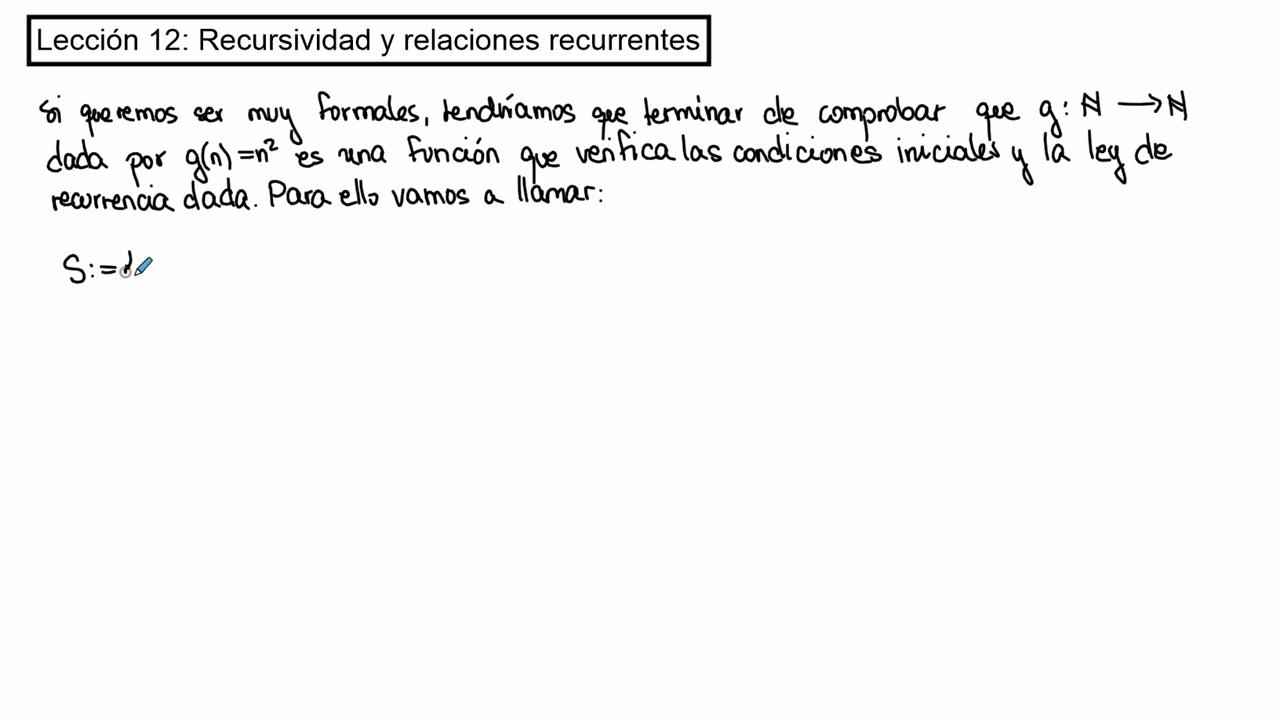 Lección 12: Recursividad y relaciones recurrentes
Si queremos ser muy formales, tendríamos que terminar de comprobar que g: ℕ → ℕ
dada por g(n)=n² es una función que verifica las condiciones iniciales y la ley de
recurrencia dada. Para ello vamos a llamar:
S:=